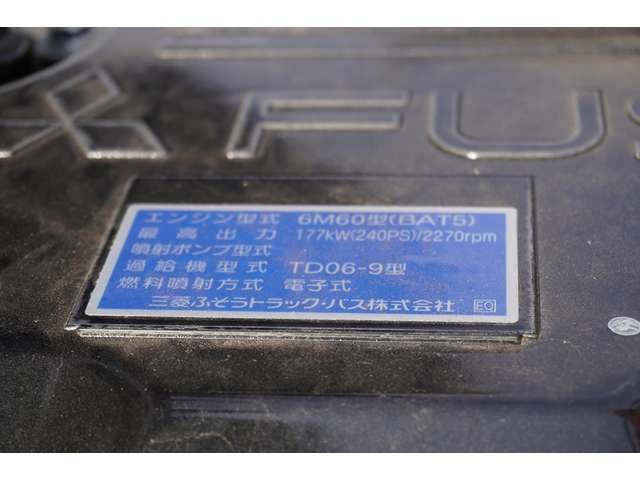 FUS
エンジン型式 6M60型(BAT5)
最高出力 177kW(240PS)/2270rpm
噴射ポンプ型式
過給機型式 TD06-9型
燃料噴射方式 電子式
三菱ふそうトラック・バス株式会社 EQ